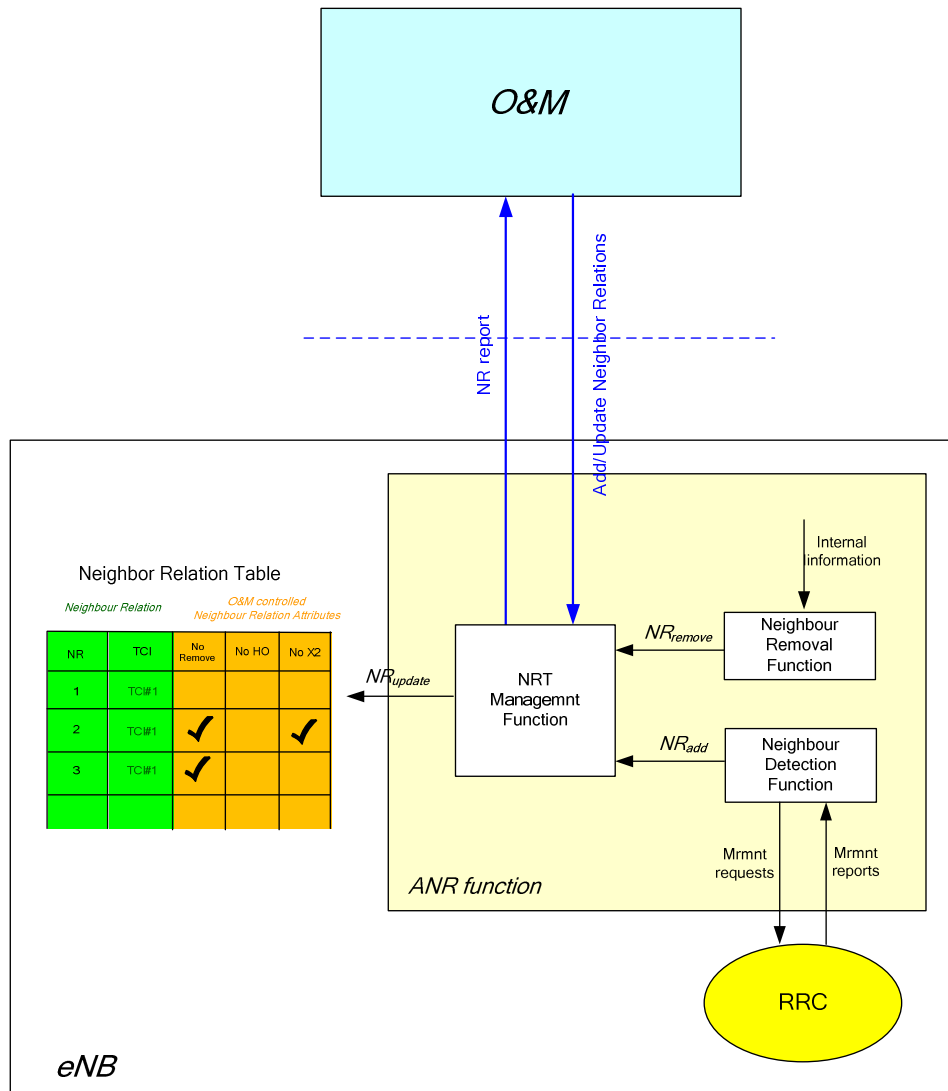 O&M
NR report
Add/Update Neighbor Relations
Internal
Iinformation
Neighbor Relation Table
Neighbour Relation
O&M controlled
Neighbour Relation Attributes
NR TCI No Remove No HO No X2
1 TCI#1
2 TCI#1 ✓ ✓
3 TCI#1 ✓
NRupdate
NRT
Managemnt
Function
NRremove
Neighbour
Removal
Function
NRadd
Neighbour
Detection
Function
Mrmnt
requests
Mrmnt
reports
ANR function
RRC
eNB